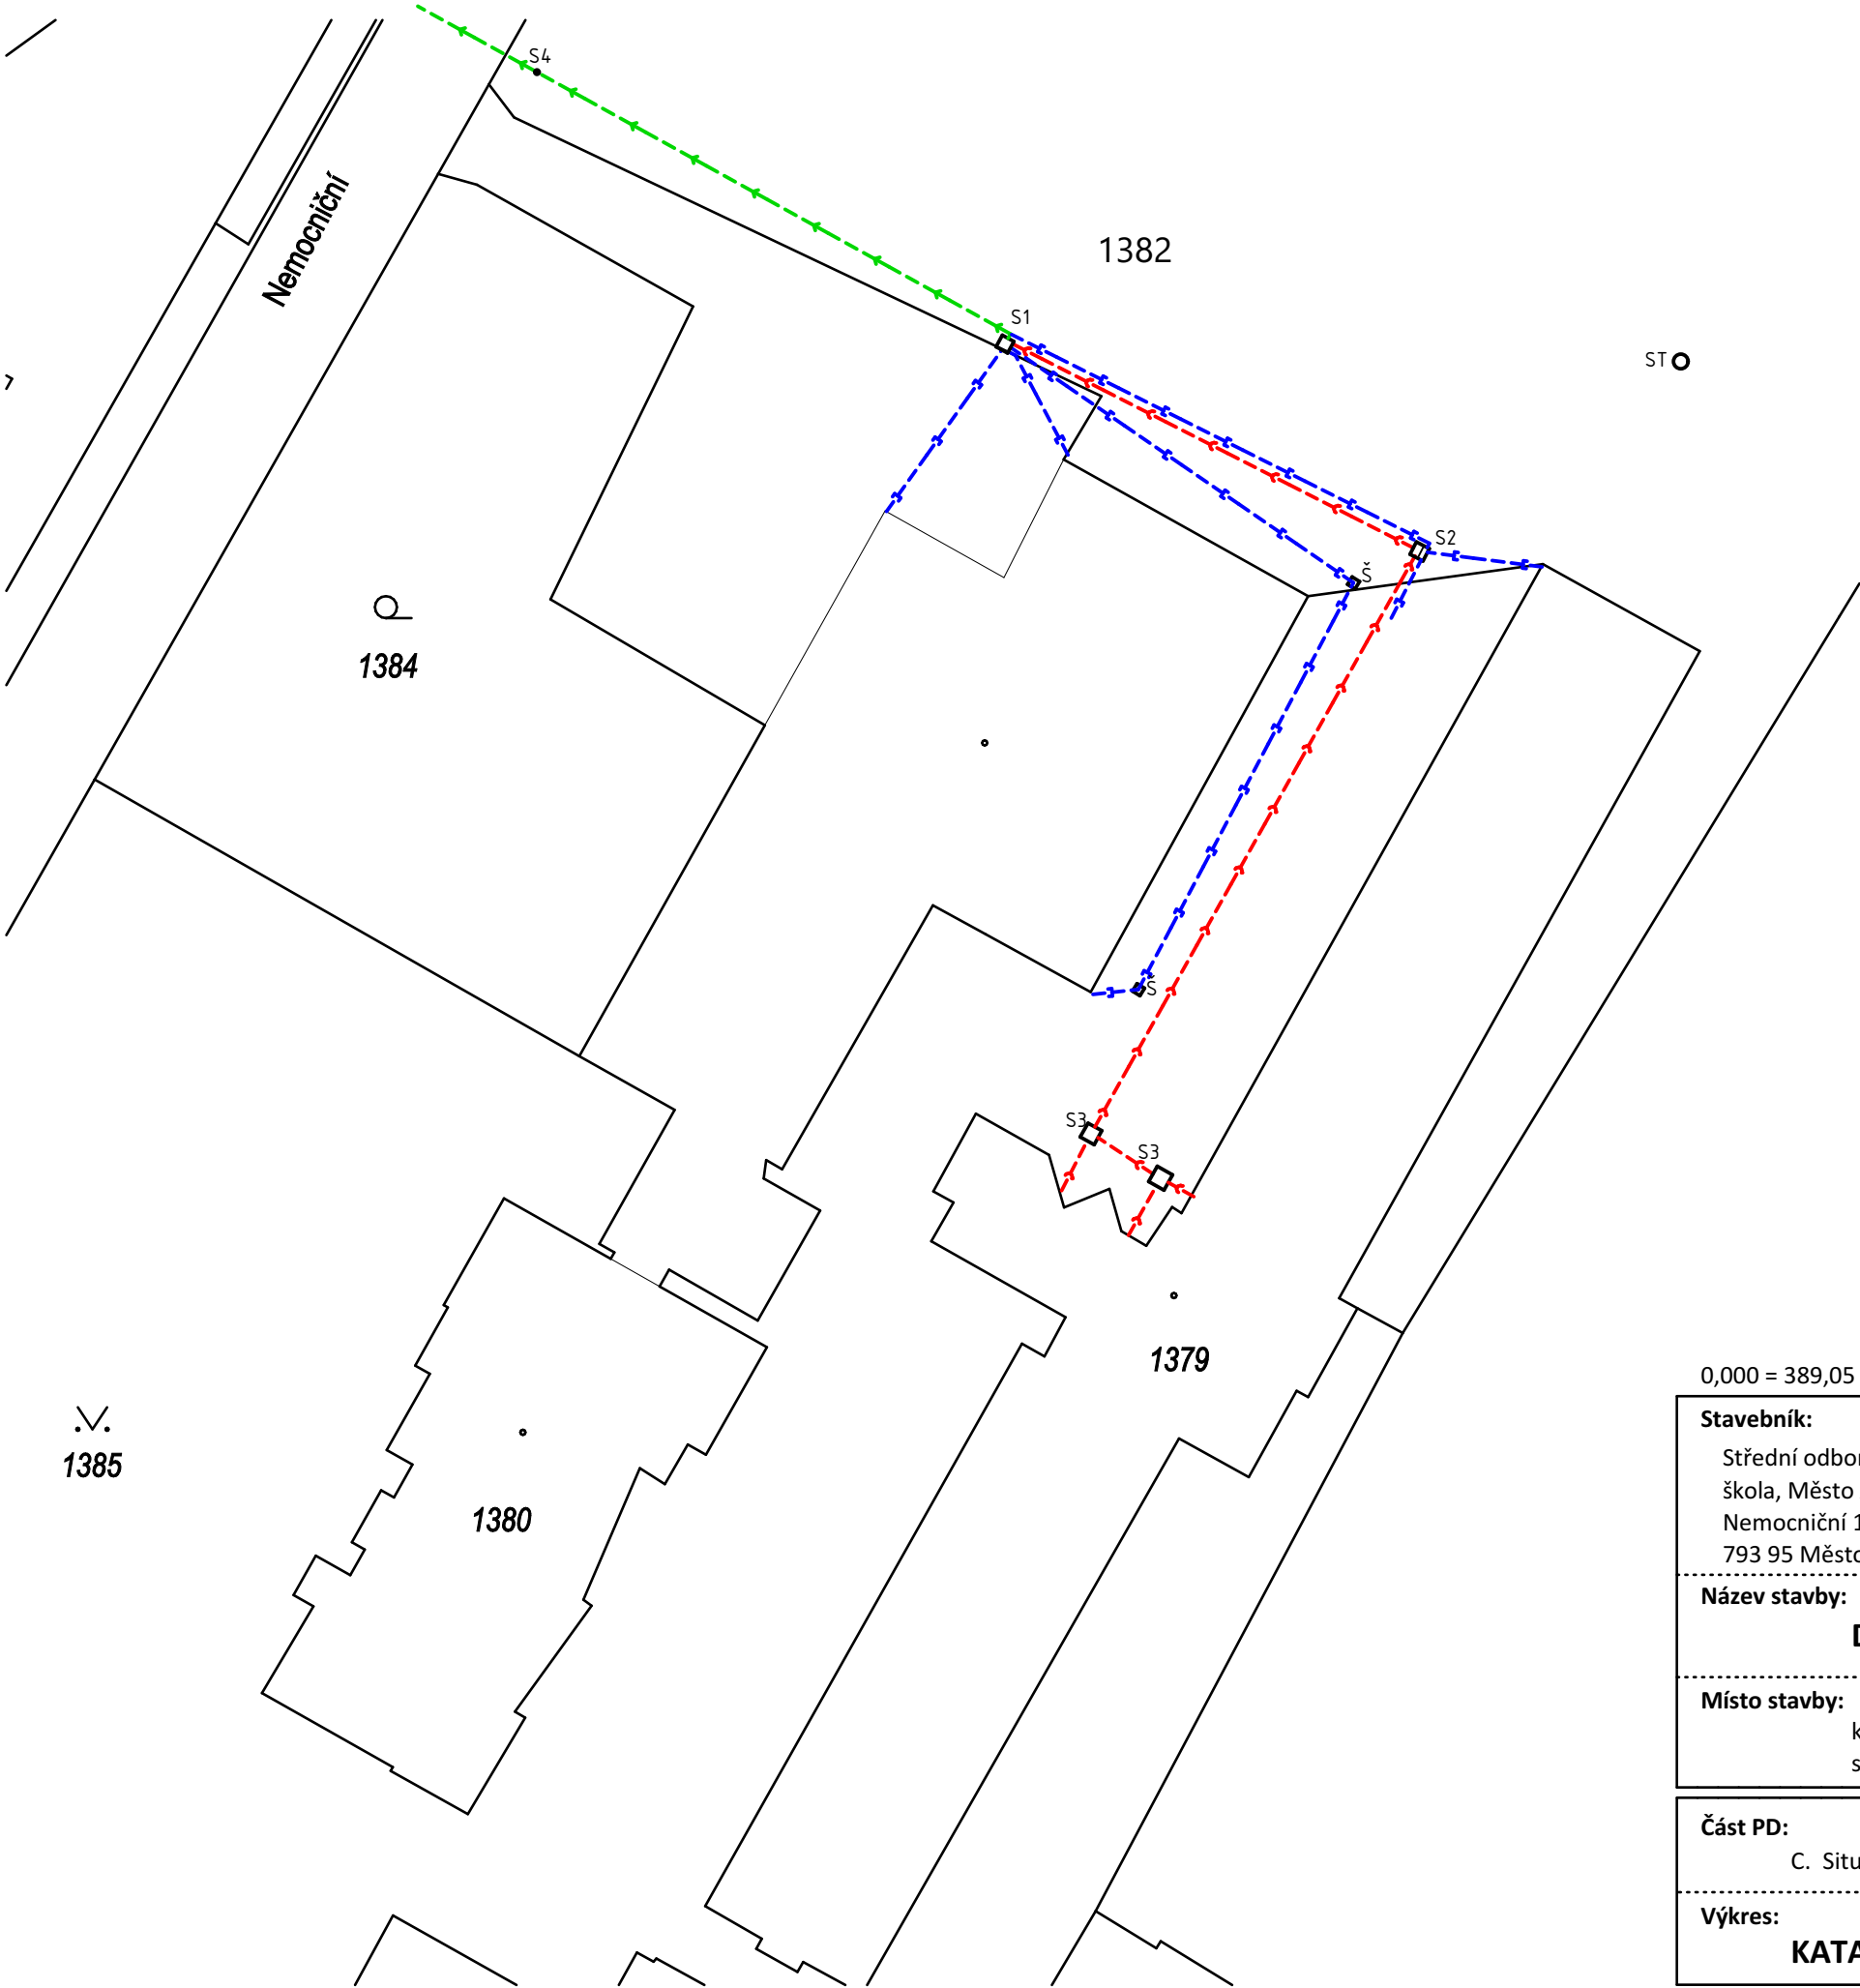 S4
Nemocniční
1382
S1
ST
S2
Š
1384
Š
S3
S3
1379
0,000 = 389,05
Stavebník:
škola, Město
Nemocniční 1
793 95 Město
Střední
Název stavby:
Místo stavby:
1385
1380
Část PD:
C. Situ
Výkres:
KATA